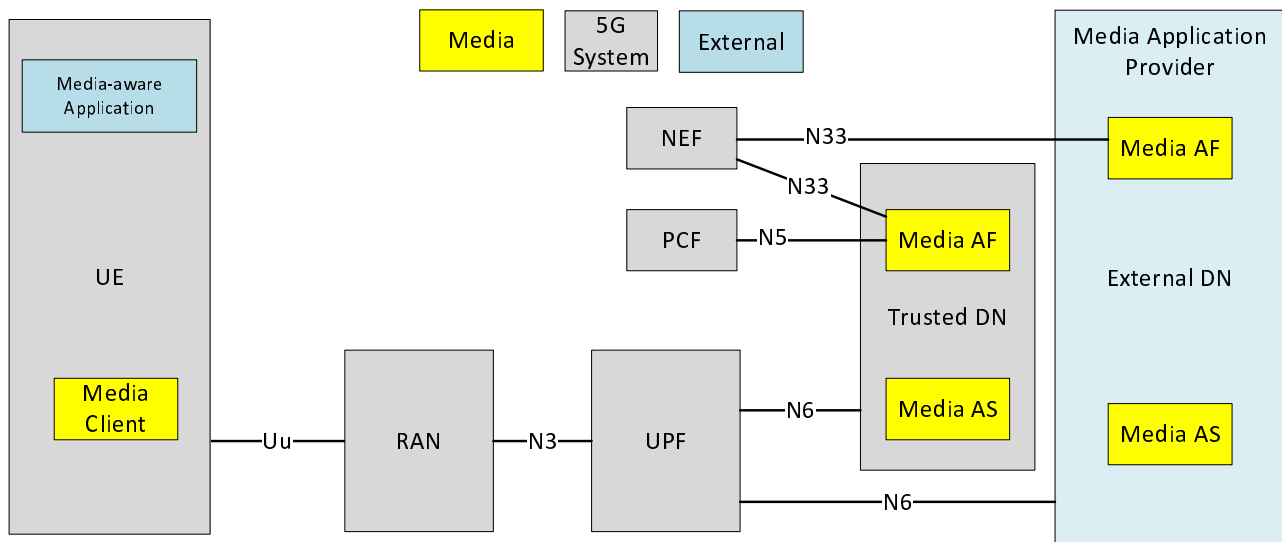 Media
5G
System
External
Media Application
Provider
Media-aware
Application
NEF
N33
Media AF
N33
PCF
N5
Media AF
UE
External DN
Trusted DN
Media
Client
Media AS
N6
Media AS
Uu
RAN
N3
UPF
N6